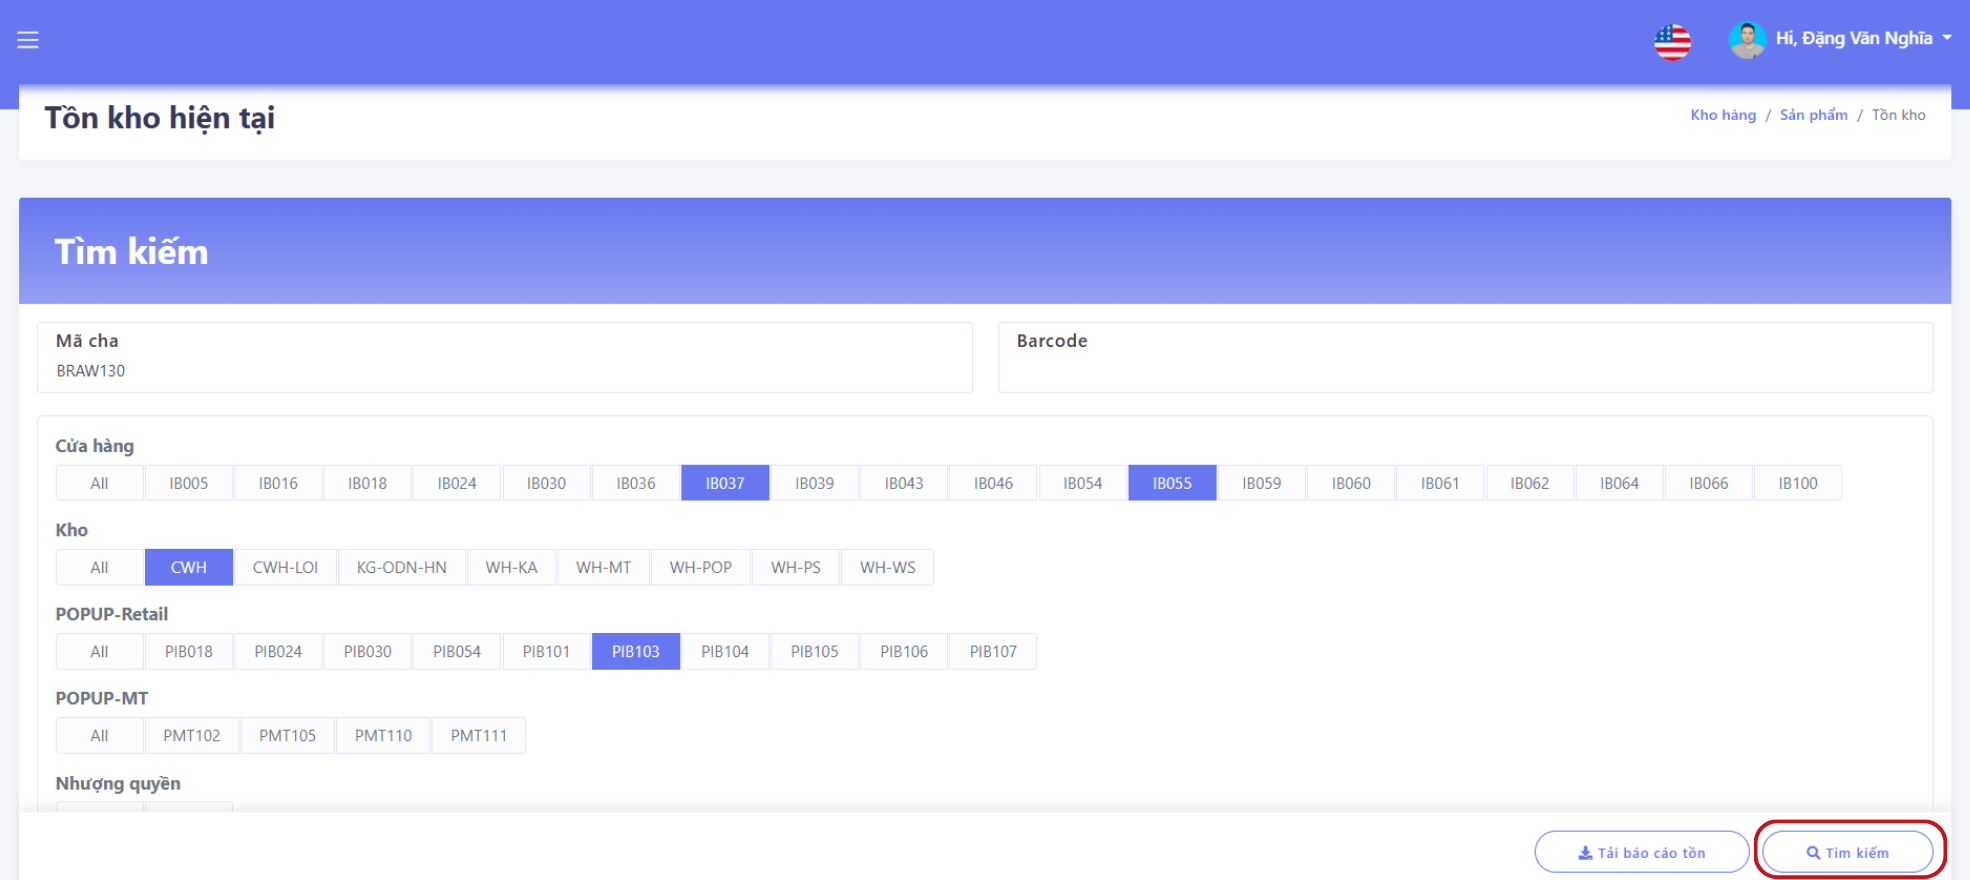 Hi, Đặng Văn Nghĩa
Tồn kho hiện tại
Kho hàng / Sản phẩm / Tồn kho
Tìm kiếm
Mã cha
BRAW130
Barcode
Cửa hàng
All IB005 IB016 IB018 IB024 IB030 IB036 IB037 IB039 IB043 IB046 IB054 IB055 IB059 IB060 IB061 IB062 IB064 IB066 IB100
Kho
All CWH CWH-LOI KG-ODN-HN WH-KA WH-MT WH-POP WH-PS WH-WS
POPUP-Retail
All PIB018 PIB024 PIB030 PIB054 PIB101 PIB103 PIB104 PIB105 PIB106 PIB107
POPUP-MT
All PMT102 PMT105 PMT110 PMT111
Nhượng quyền
Tải báo cáo tồn Tìm kiếm